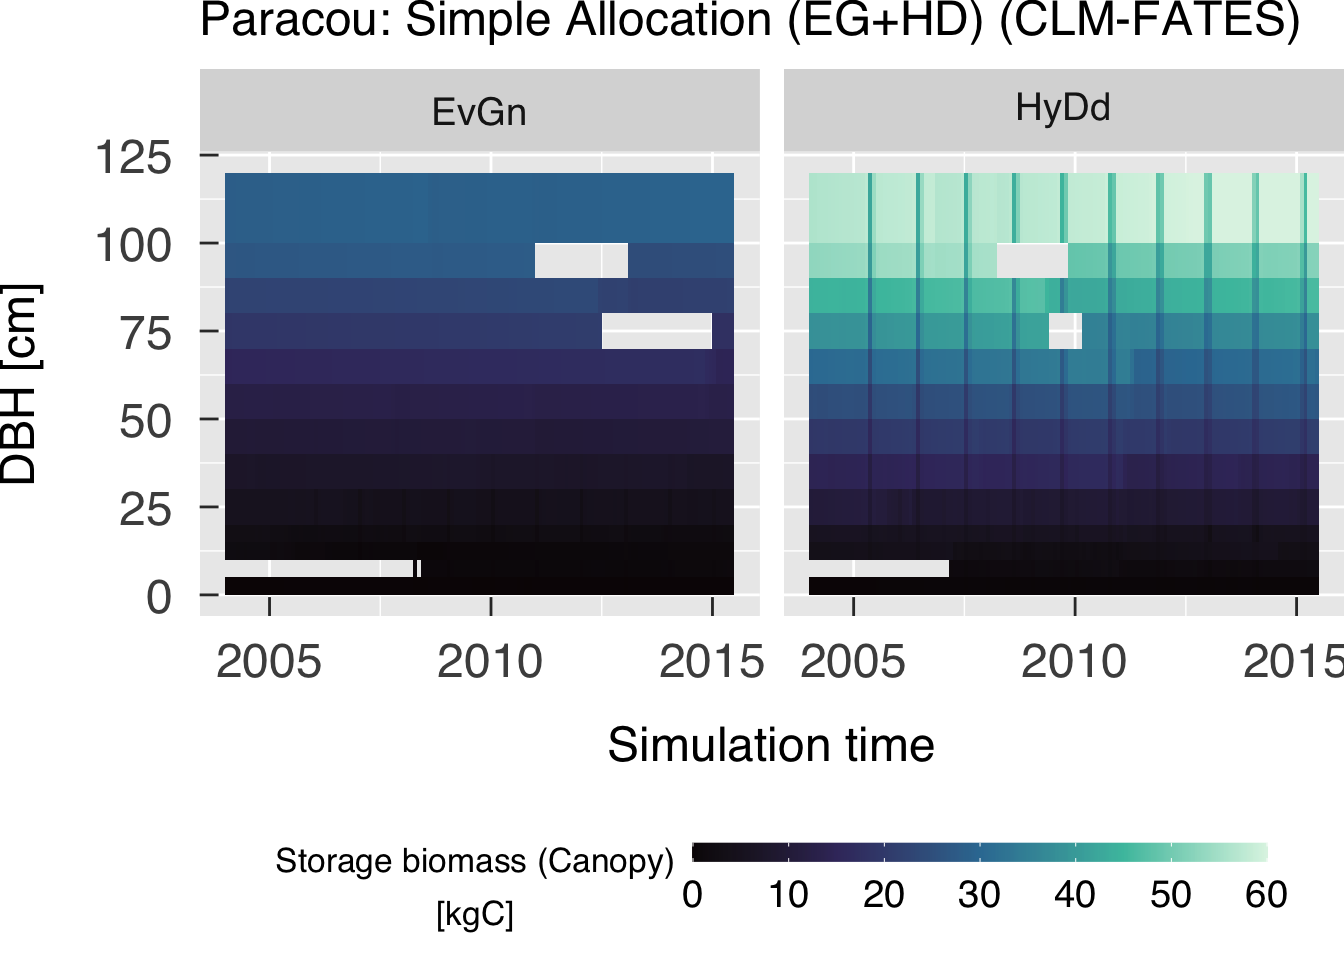 Paracou: Simple Allocation (EG+HD) (CLM-FATES)
EvGn
HyDd
DBH [cm]
125
100
75
50
25
0
2005 2010 2015
2005 2010 2015
Simulation time
Storage biomass (Canopy)
[kgC]
0 10 20 30 40 50 60